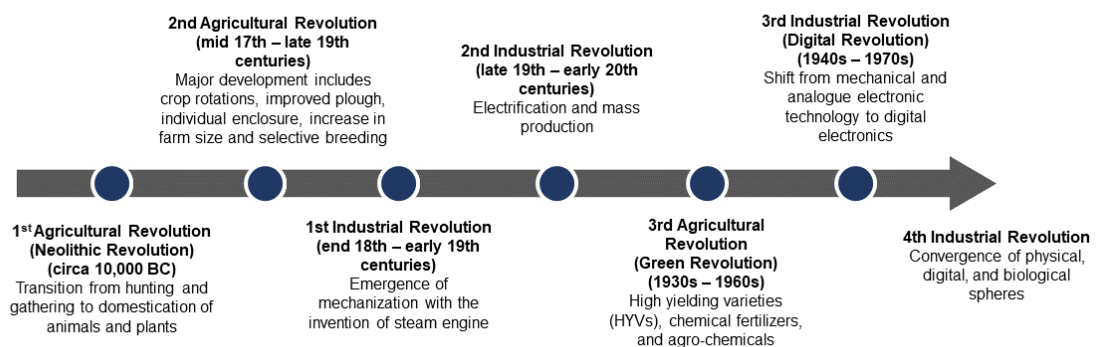 2nd Agricultural Revolution
(mid 17th – late 19th
centuries)
Major development includes
crop rotations, improved plough,
individual enclosure, increase in
farm size and selective breeding
2nd Industrial Revolution
(late 19th – early 20th
centuries)
Electrification and mass
production
3rd Industrial Revolution
(Digital Revolution)
(1940s – 1970s)
Shift from mechanical and
analogue electronic
technology to digital
electronics
1st Agricultural Revolution
(Neolithic Revolution)
(circa 10,000 BC)
Transition from hunting and
gathering to domestication of
animals and plants
1st Industrial Revolution
(end 18th – early 19th
centuries)
Emergence of
mechanization with the
invention of steam engine
3rd Agricultural
Revolution
(Green Revolution)
(1930s – 1960s)
High yielding varieties
(HYVs), chemical fertilizers,
and agro-chemicals
4th Industrial Revolution
Convergence of physical,
digital, and biological
spheres